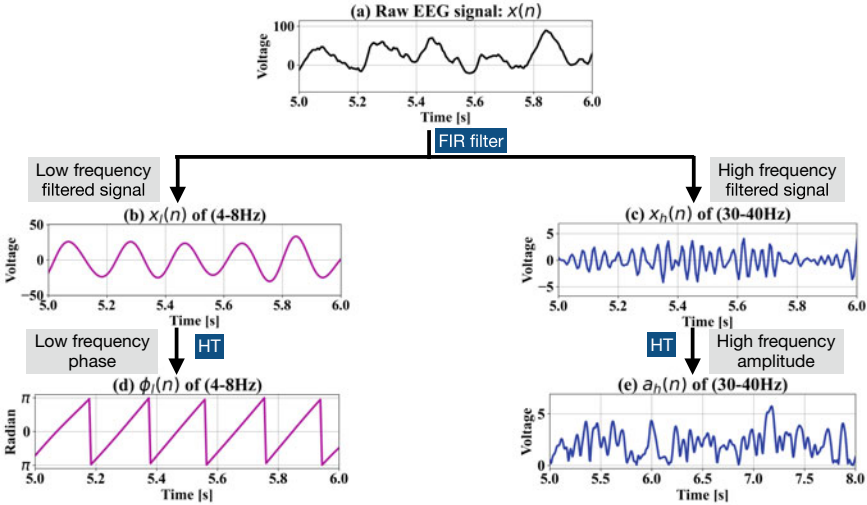 (a) Raw EEG signal: x(n)
100
0
Voltage
5.0 5.2 5.4 5.6 5.8 6.0
Time [s]
FIR filter
Low frequency
filtered signal
High frequency
filtered signal
(b) xₗ(n) of (4-8Hz)
50
0
−50
Voltage
5.0 5.2 5.4 5.6 5.8 6.0
Time [s]
(c) xₕ(n) of (30-40Hz)
5
0
−5
Voltage
5.0 5.2 5.4 5.6 5.8 6.0
Time [s]
Low frequency
phase
HT
HT
High frequency
amplitude
(d) ϕₗ(n) of (4-8Hz)
π
0
π
Radian
5.0 5.2 5.4 5.6 5.8 6.0
Time [s]
(e) aₕ(n) of (30-40Hz)
5
0
Voltage
5.0 5.5 6.0 6.5 7.0 7.5 8.0
Time [s]